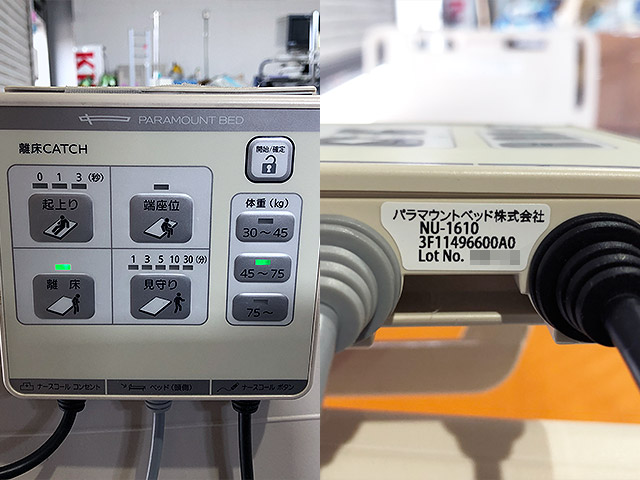 PARAMOUNT BED
離床CATCH
開始/確定
0 1 3 (秒)
起上り
端座位
体重 (kg)
30～45
離床
1 3 5 10 30(分)
見守り
45～75
75～
ナースコール コンセント
ベッド(頭側)
ナースコール ボタン
パラマウントベッド株式会社
NU-1610
3F11496600A0
Lot No.